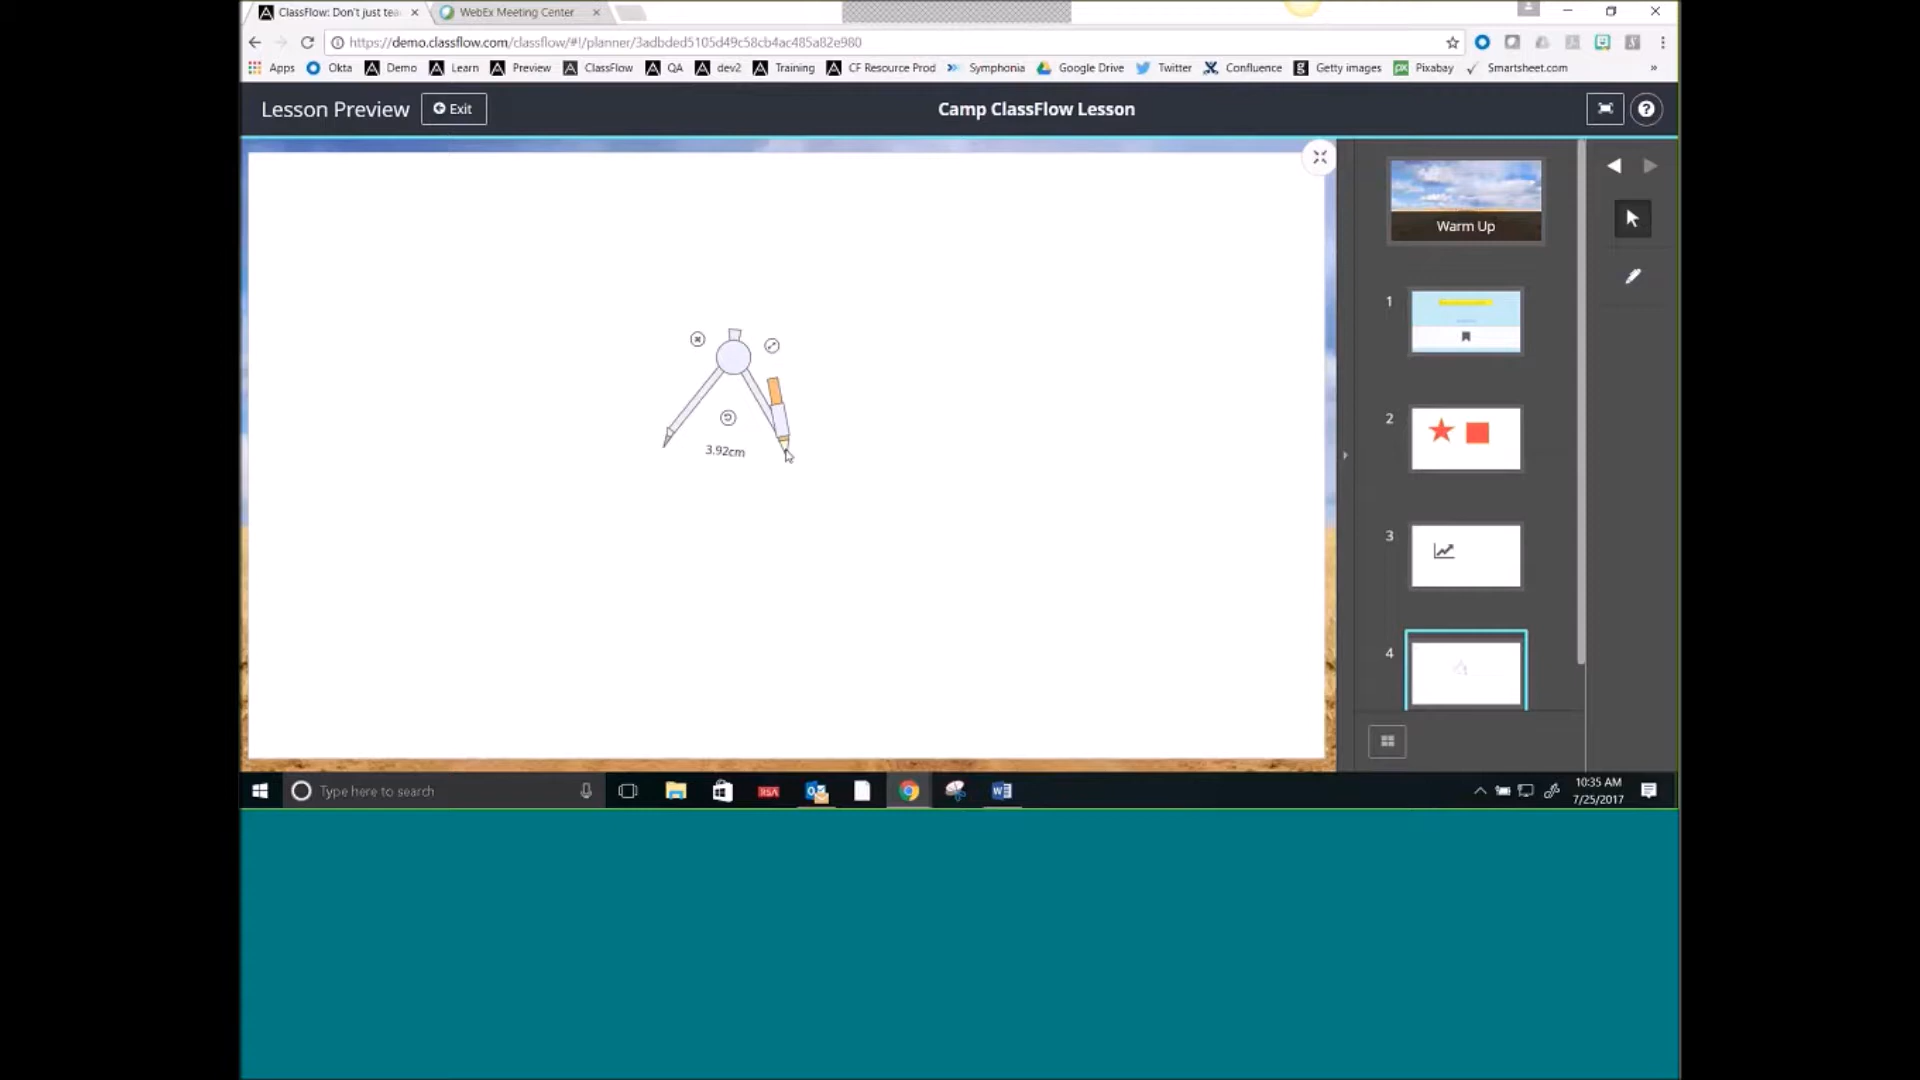 ClassFlow: Don't just tea
WebEx Meeting Center
https://demo.classflow.com/classflow/#!/planner/3adbded5105d49c58cb4ac485a82e980
Apps Okta Demo Learn Preview ClassFlow QA dev2 Training CF Resource Prod Symphonia Google Drive Twitter Confluence Getty images Pixabay Smartsheet.com »
Lesson Preview Exit Camp ClassFlow Lesson ?
Warm Up
1
2
3
4
3.92cm
Type here to search
RSA
10:35 AM
7/25/2017